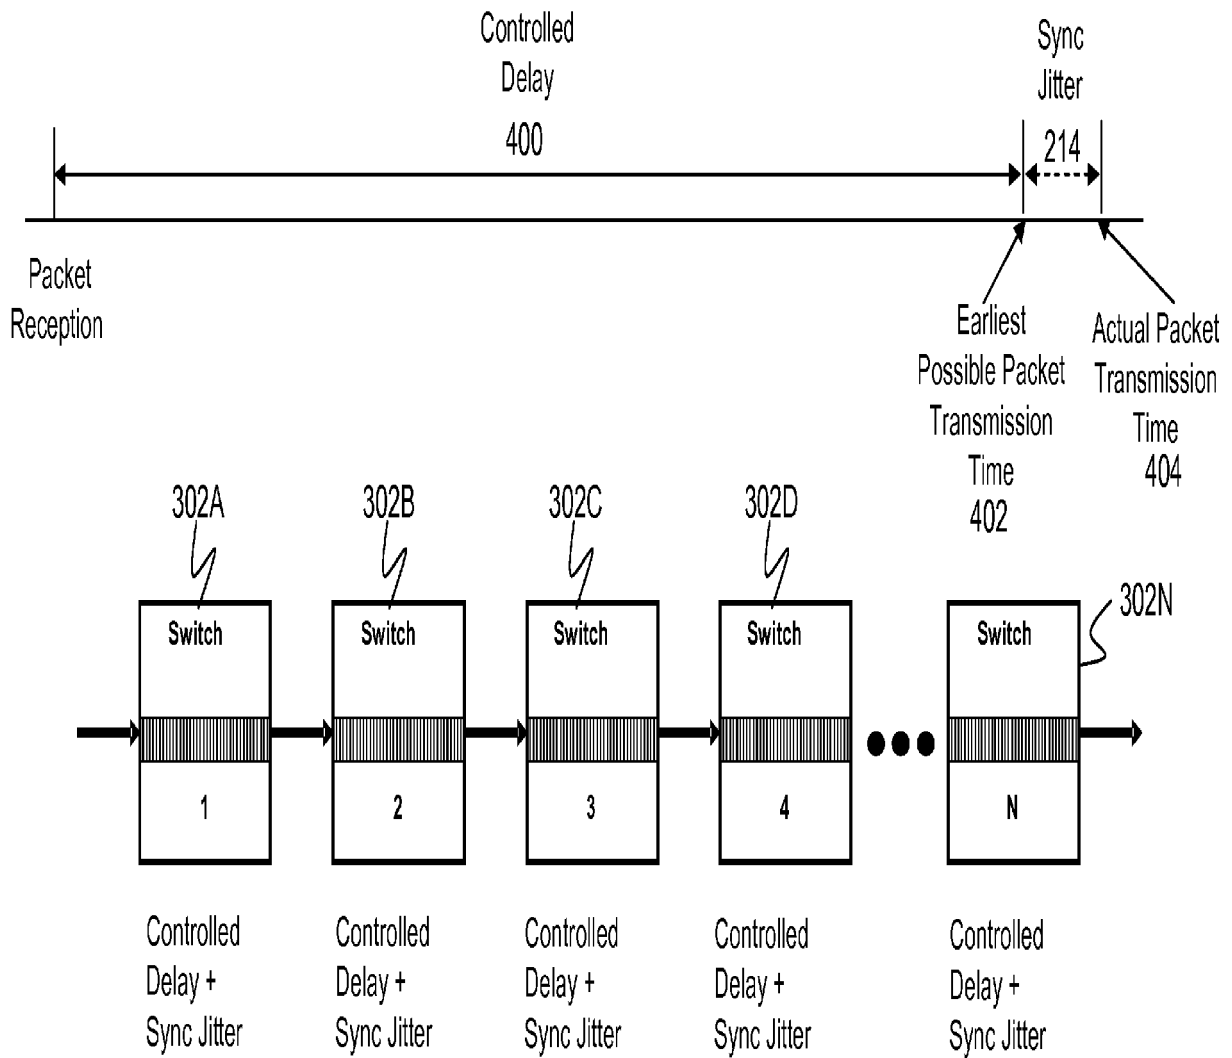 Controlled
Delay
400
Sync
Jitter
214
Packet
Reception
Earliest
Possible Packet
Transmission
Time
402
Actual Packet
Transmission
Time
404
302A
302B
302C
302D
302N
Switch
1
Switch
2
Switch
3
Switch
4
Switch
N
Controlled
Delay +
Sync Jitter
Controlled
Delay +
Sync Jitter
Controlled
Delay +
Sync Jitter
Controlled
Delay +
Sync Jitter
Controlled
Delay +
Sync Jitter